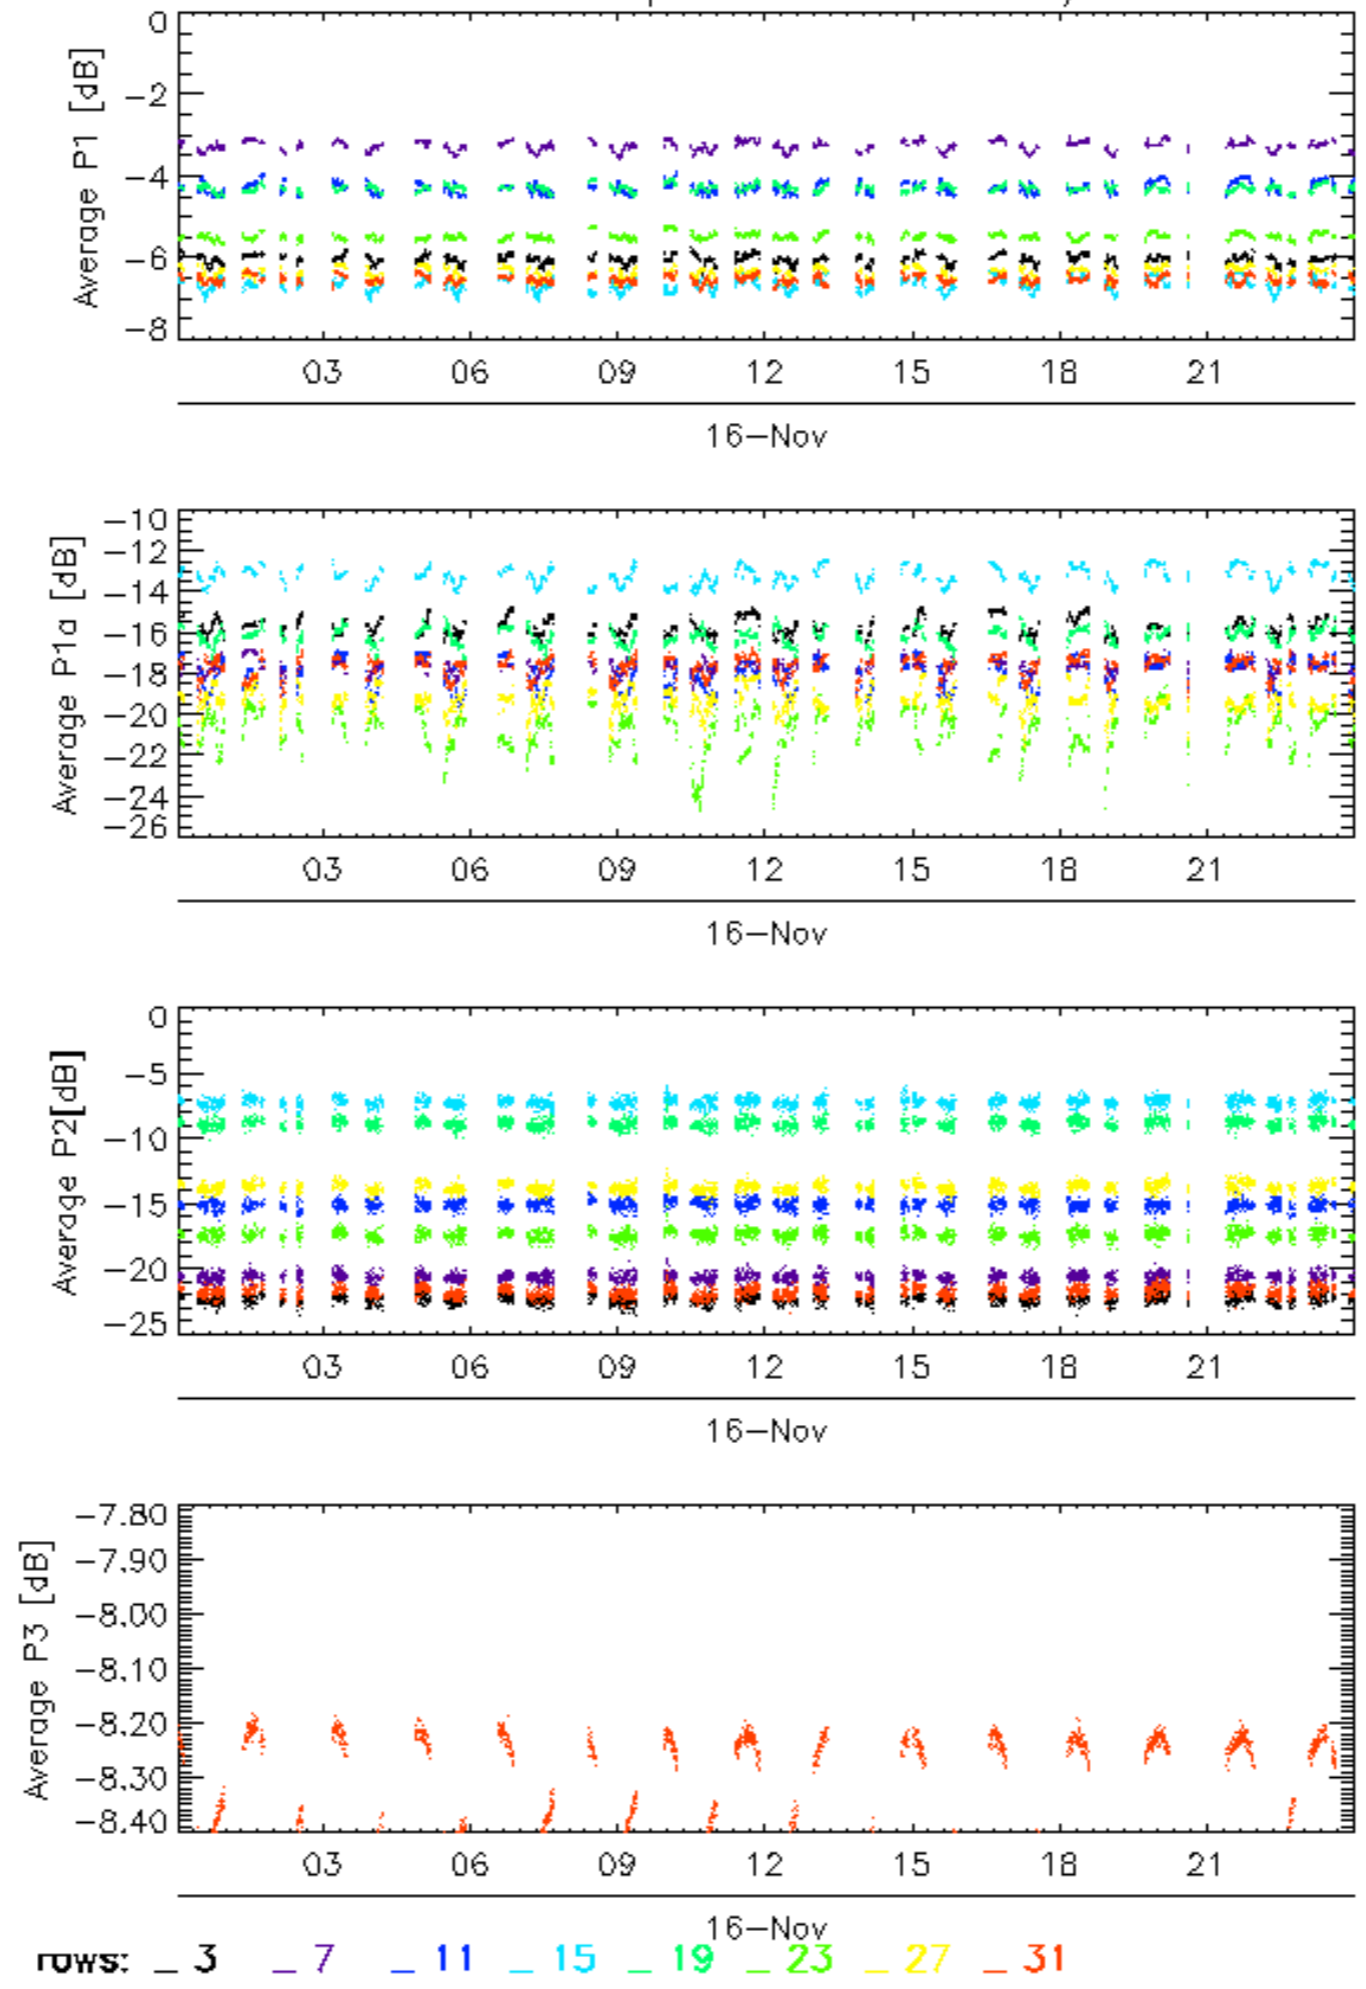 0
-2
-4
-6
-8
Average P1 [dB]
03 06 09 12 15 18 21
16-Nov
-10
-12
-14
-16
-18
-20
-22
-24
-26
Average P1a [dB]
03 06 09 12 15 18 21
16-Nov
0
-5
-10
-15
-20
-25
Average P2[dB]
03 06 09 12 15 18 21
16-Nov
-7.80
-7.90
-8.00
-8.10
-8.20
-8.30
-8.40
Average P3 [dB]
03 06 09 12 15 18 21
16-Nov
rows: _ 3 _ 7 _ 11 _ 15 _ 19 _ 23 _ 27 _ 31